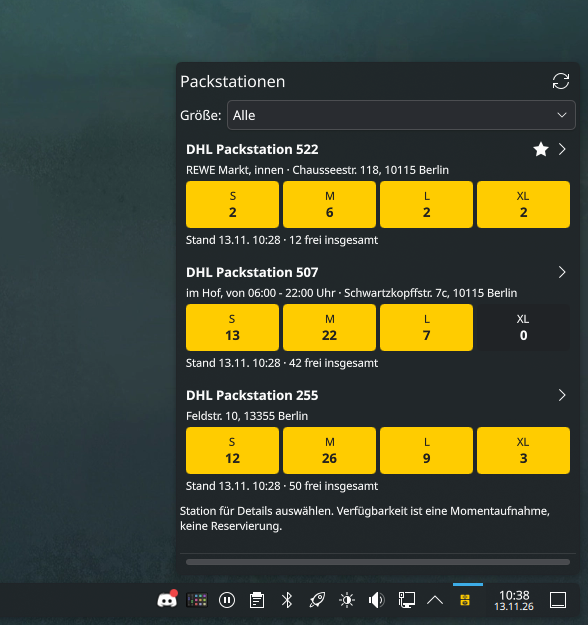 Packstationen
Größe: Alle
DHL Packstation 522
REWE Markt, innen · Chausseestr. 118, 10115 Berlin
S M L XL
2 6 2 2
Stand 13.11. 10:28 · 12 frei insgesamt
DHL Packstation 507
im Hof, von 06:00 - 22:00 Uhr · Schwartzkopffstr. 7c, 10115 Berlin
S M L XL
13 22 7 0
Stand 13.11. 10:28 · 42 frei insgesamt
DHL Packstation 255
Feldstr. 10, 13355 Berlin
S M L XL
12 26 9 3
Stand 13.11. 10:28 · 50 frei insgesamt
Station für Details auswählen. Verfügbarkeit ist eine Momentaufnahme,
keine Reservierung.
10:38
13.11.26